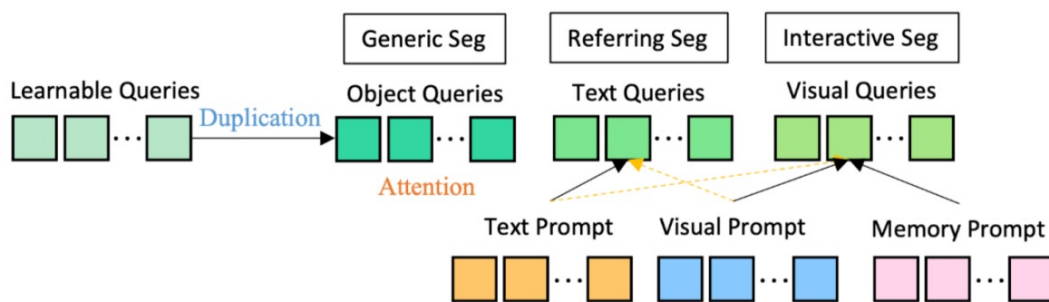 Generic Seg
Referring Seg
Interactive Seg
Learnable Queries
Object Queries
Text Queries
Visual Queries
Duplication
Attention
Text Prompt
Visual Prompt
Memory Prompt